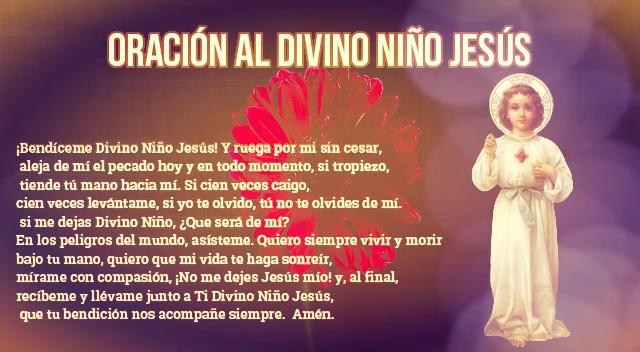 ORACIÓN AL DIVINO NIÑO JESÚS
¡Bendíceme Divino Niño Jesús! Y ruega por mi sin cesar,
aleja de mí el pecado hoy y en todo momento, si tropiezo,
tiende tú mano hacia mí. Si cien veces caigo,
cien veces levántame, si yo te olvido, tú no te olvides de mí.
si me dejas Divino Niño, ¿Que será de mí?
En los peligros del mundo, asísteme. Quiero siempre vivir y morir
bajo tu mano, quiero que mi vida te haga sonreír,
mírame con compasión, ¡No me dejes Jesús mío! y, al final,
recíbeme y llévame junto a Ti Divino Niño Jesús,
que tu bendición nos acompañe siempre.  Amén.